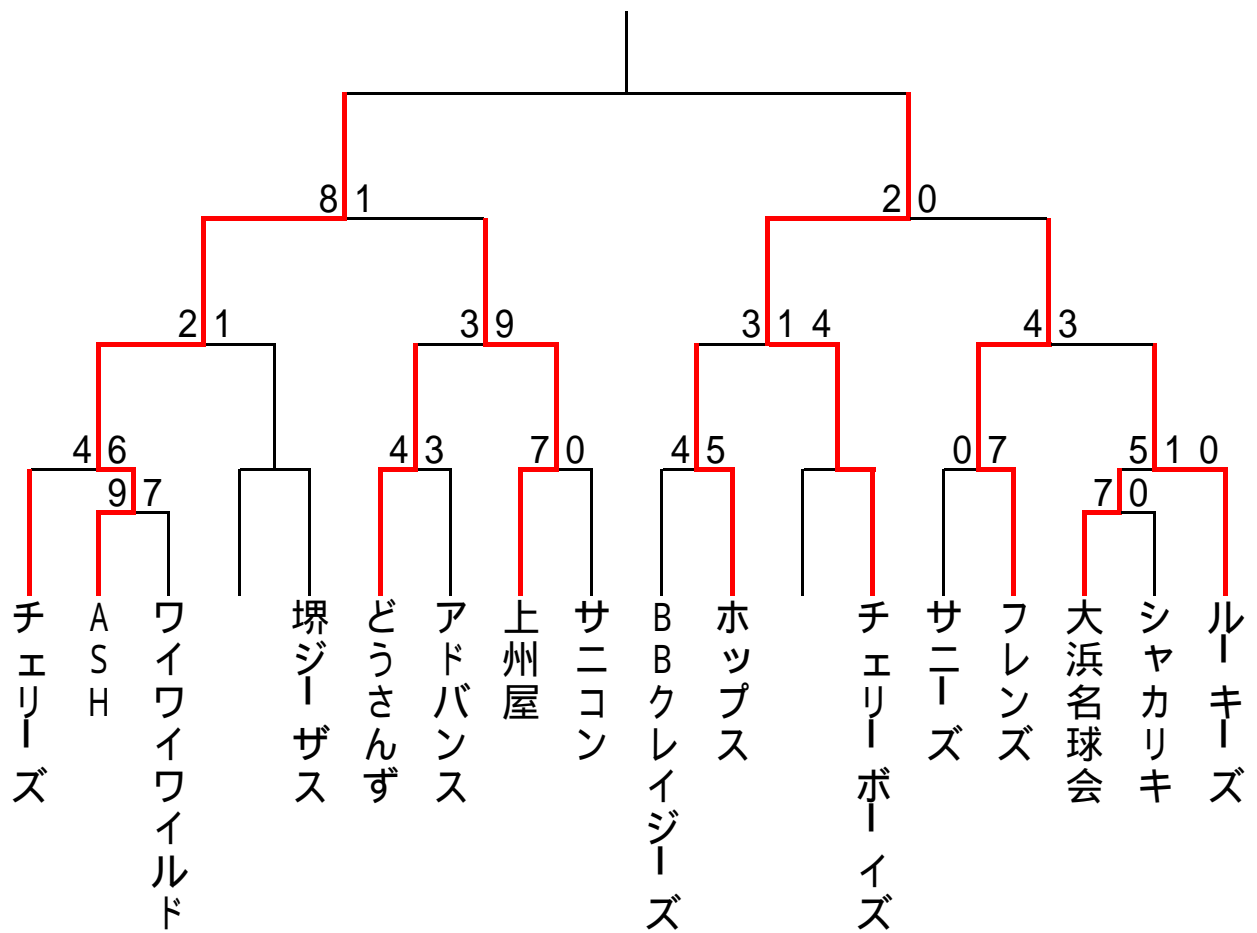 8 1
2 0
2 1
3 9
3 14
4 3
4 6
4 3
7 0
4 5
0 7
5 10
9 7
7 0
チェリーズ
ASH
ワイワイワイルド
堺ジーザス
どうさんず
アドバンス
上州屋
サニコン
BBクレイジーズ
ホップス
チェリーボーイズ
サニーズ
フレンズ
大浜名球会
シャカリキ
ルーキーズ